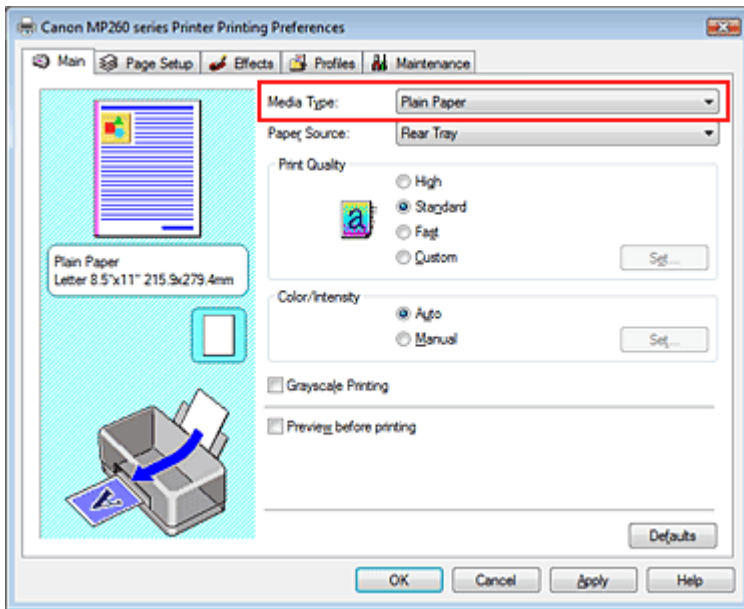 Canon MP260 series Printer Printing Preferences
Main
Page Setup
Effects
Profiles
Maintenance
Media Type:
Plain Paper
Paper Source:
Rear Tray
Print Quality
High
Standard
Fast
Custom
Set...
Plain Paper
Letter 8.5"x11" 215.9x279.4mm
Color/Intensity
Auto
Manual
Set...
Grayscale Printing
Preview before printing
Defaults
OK
Cancel
Apply
Help